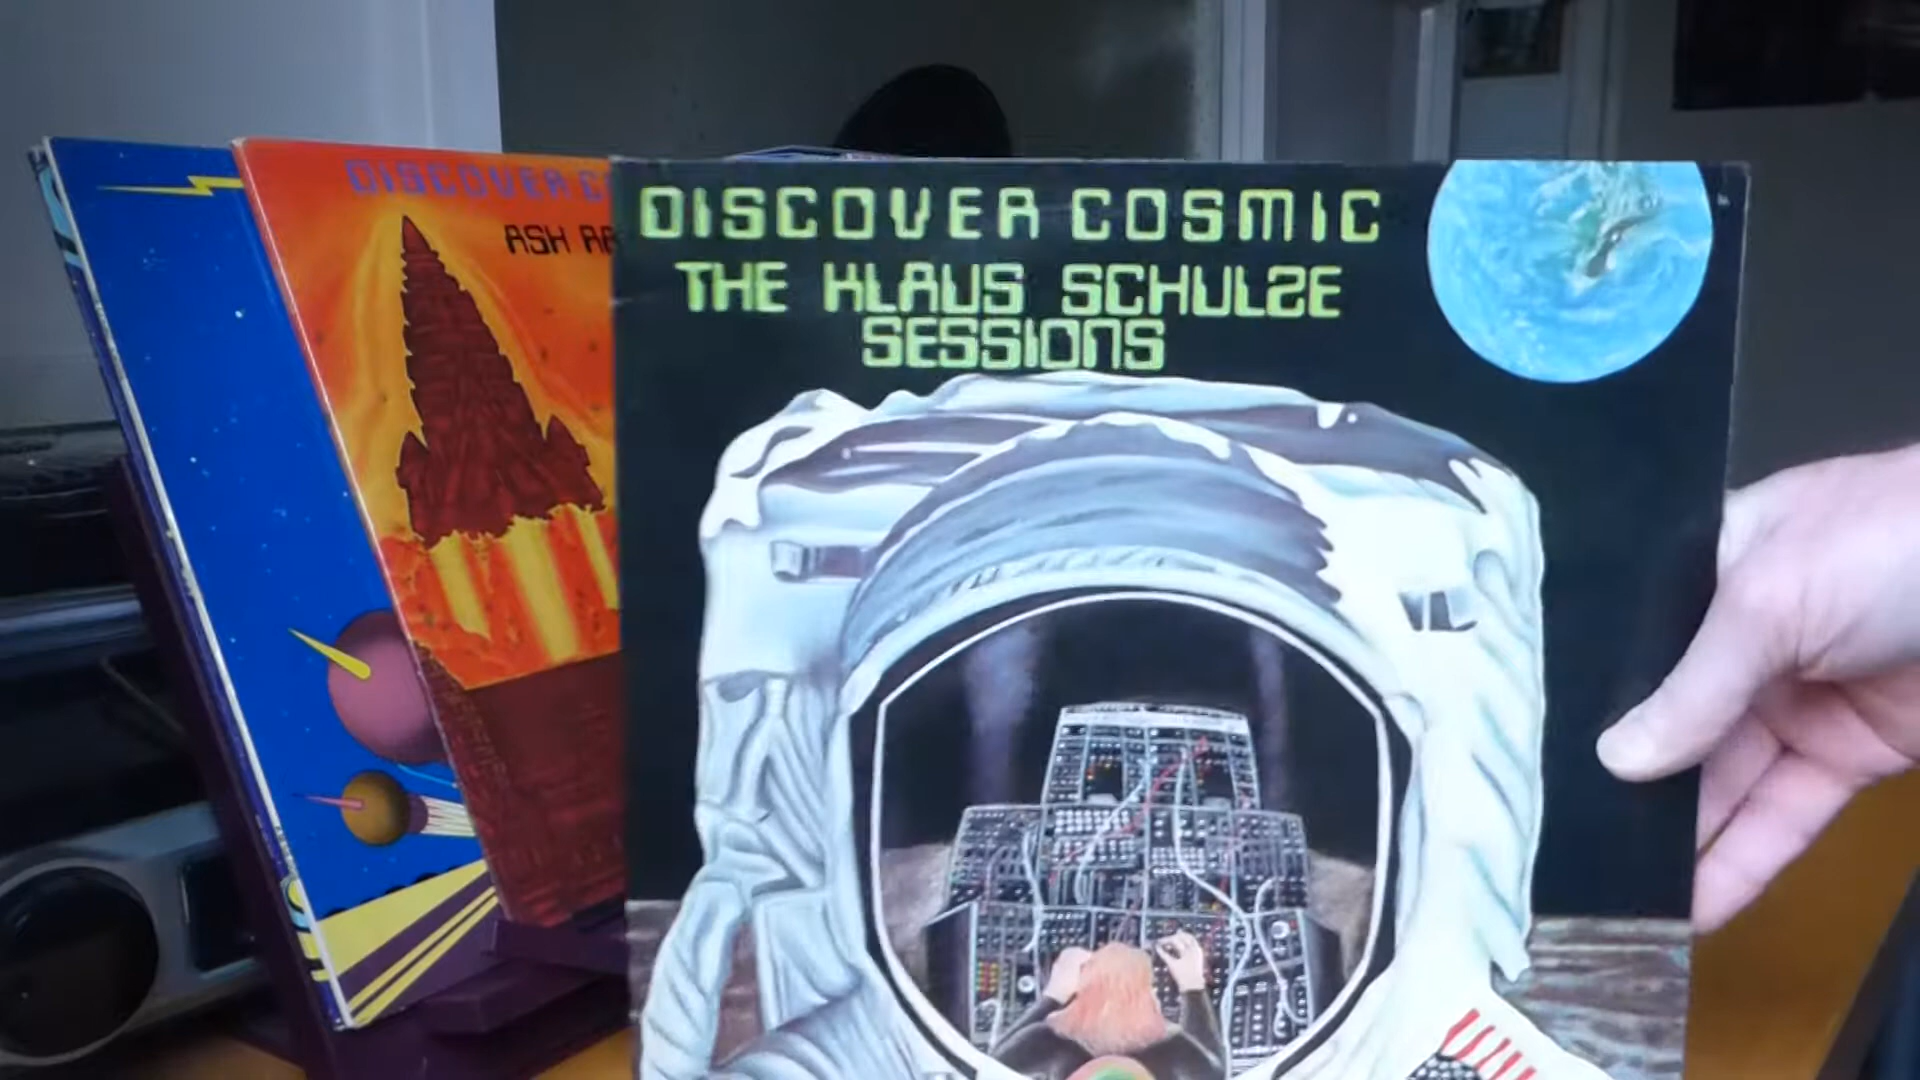 DISCOVER C
ASH RA
DISCOVER COSMIC
THE KLAUS SCHULZE
SESSIONS